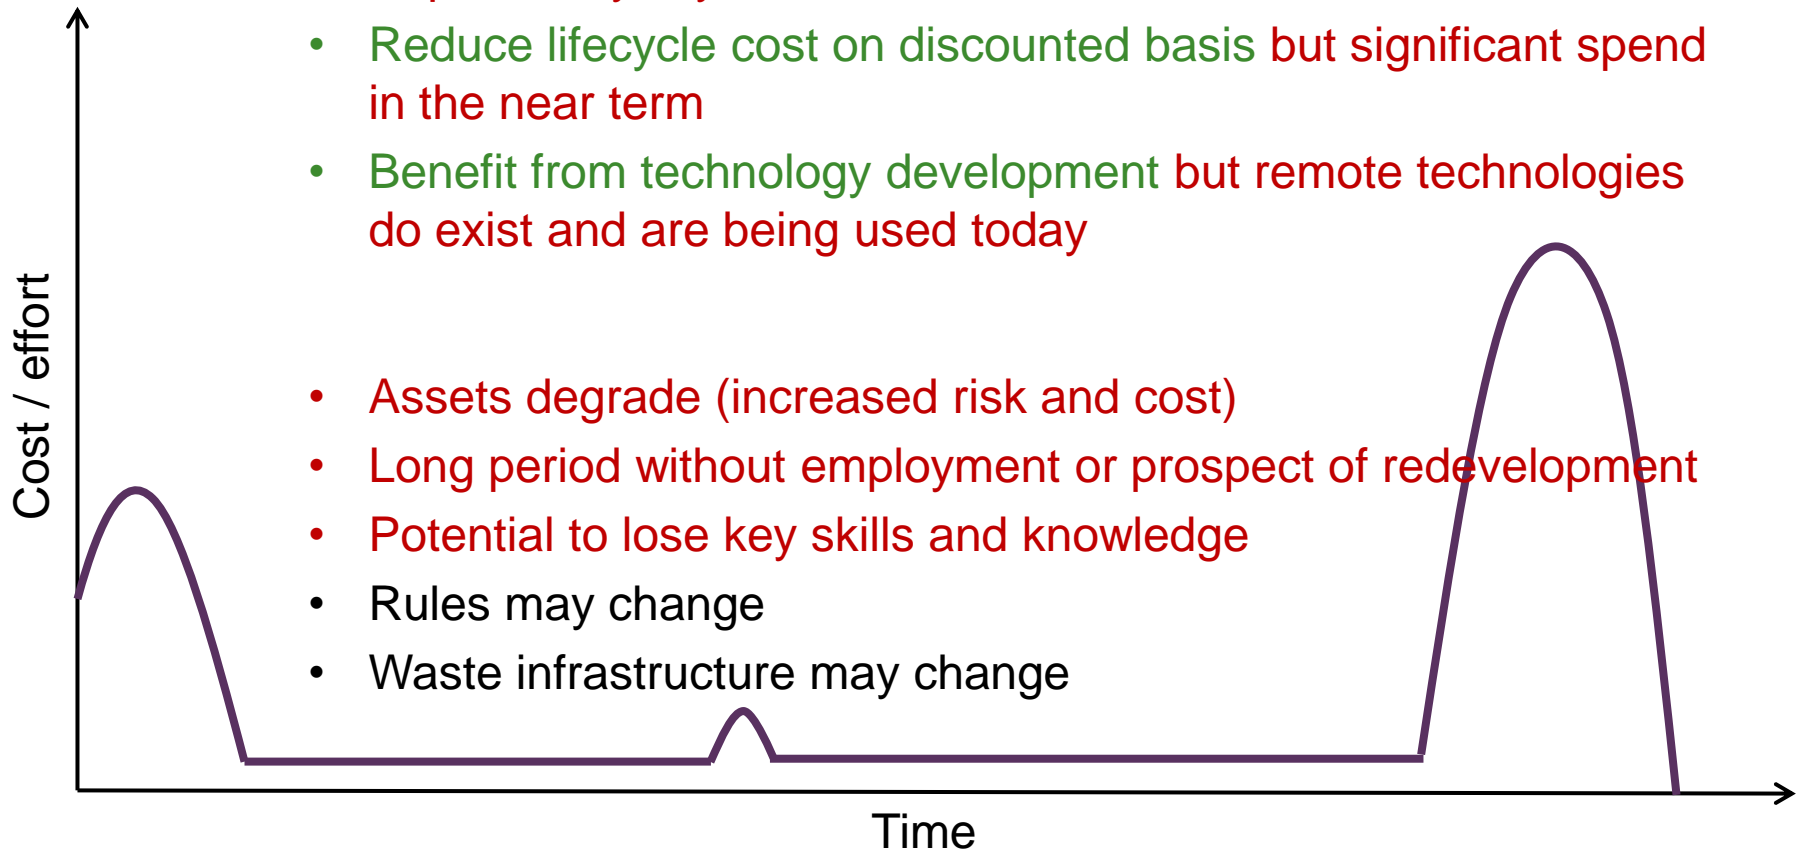 • Reduce lifecycle cost on discounted basis but significant spend
in the near term
• Benefit from technology development but remote technologies
do exist and are being used today
• Assets degrade (increased risk and cost)
• Long period without employment or prospect of redevelopment
• Potential to lose key skills and knowledge
• Rules may change
• Waste infrastructure may change
Cost / effort
Time